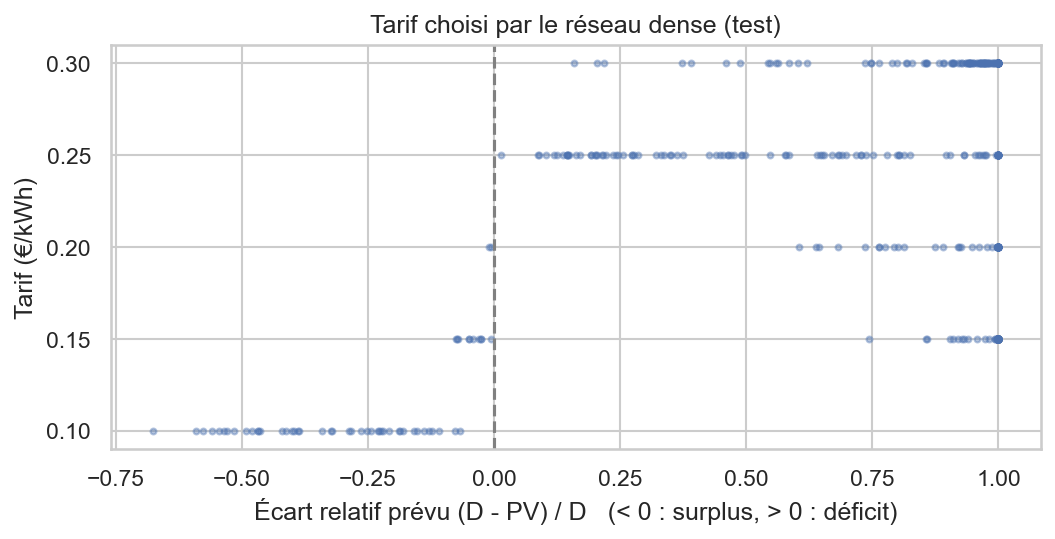 Tarif choisi par le réseau dense (test)
Tarif (€/kWh)
0.30
0.25
0.20
0.15
0.10
−0.75 −0.50 −0.25 0.00 0.25 0.50 0.75 1.00
Écart relatif prévu (D - PV) / D (< 0 : surplus, > 0 : déficit)